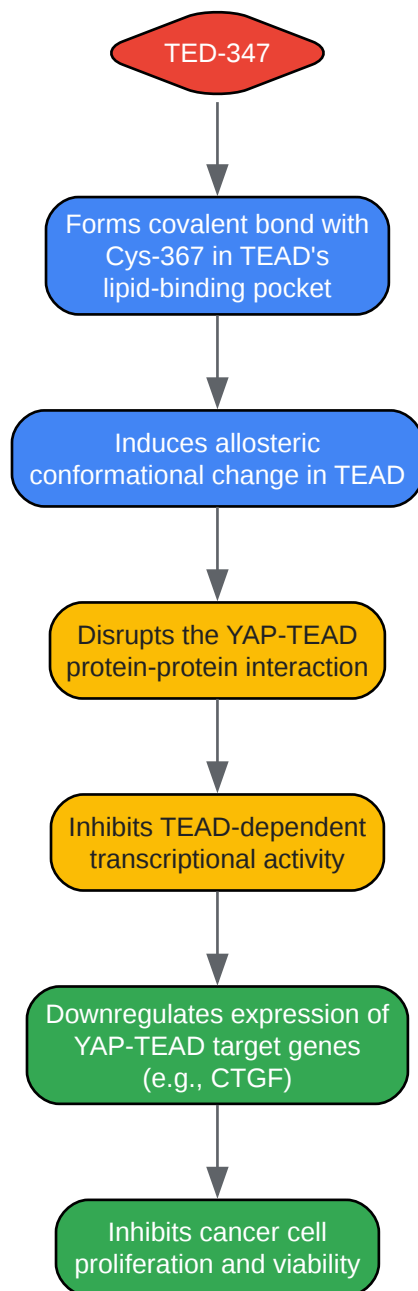 TED-347
Forms covalent bond with
Cys-367 in TEAD's
lipid-binding pocket
Induces allosteric
conformational change in TEAD
Disrupts the YAP-TEAD
protein-protein interaction
Inhibits TEAD-dependent
transcriptional activity
Downregulates expression of
YAP-TEAD target genes
(e.g., CTGF)
Inhibits cancer cell
proliferation and viability